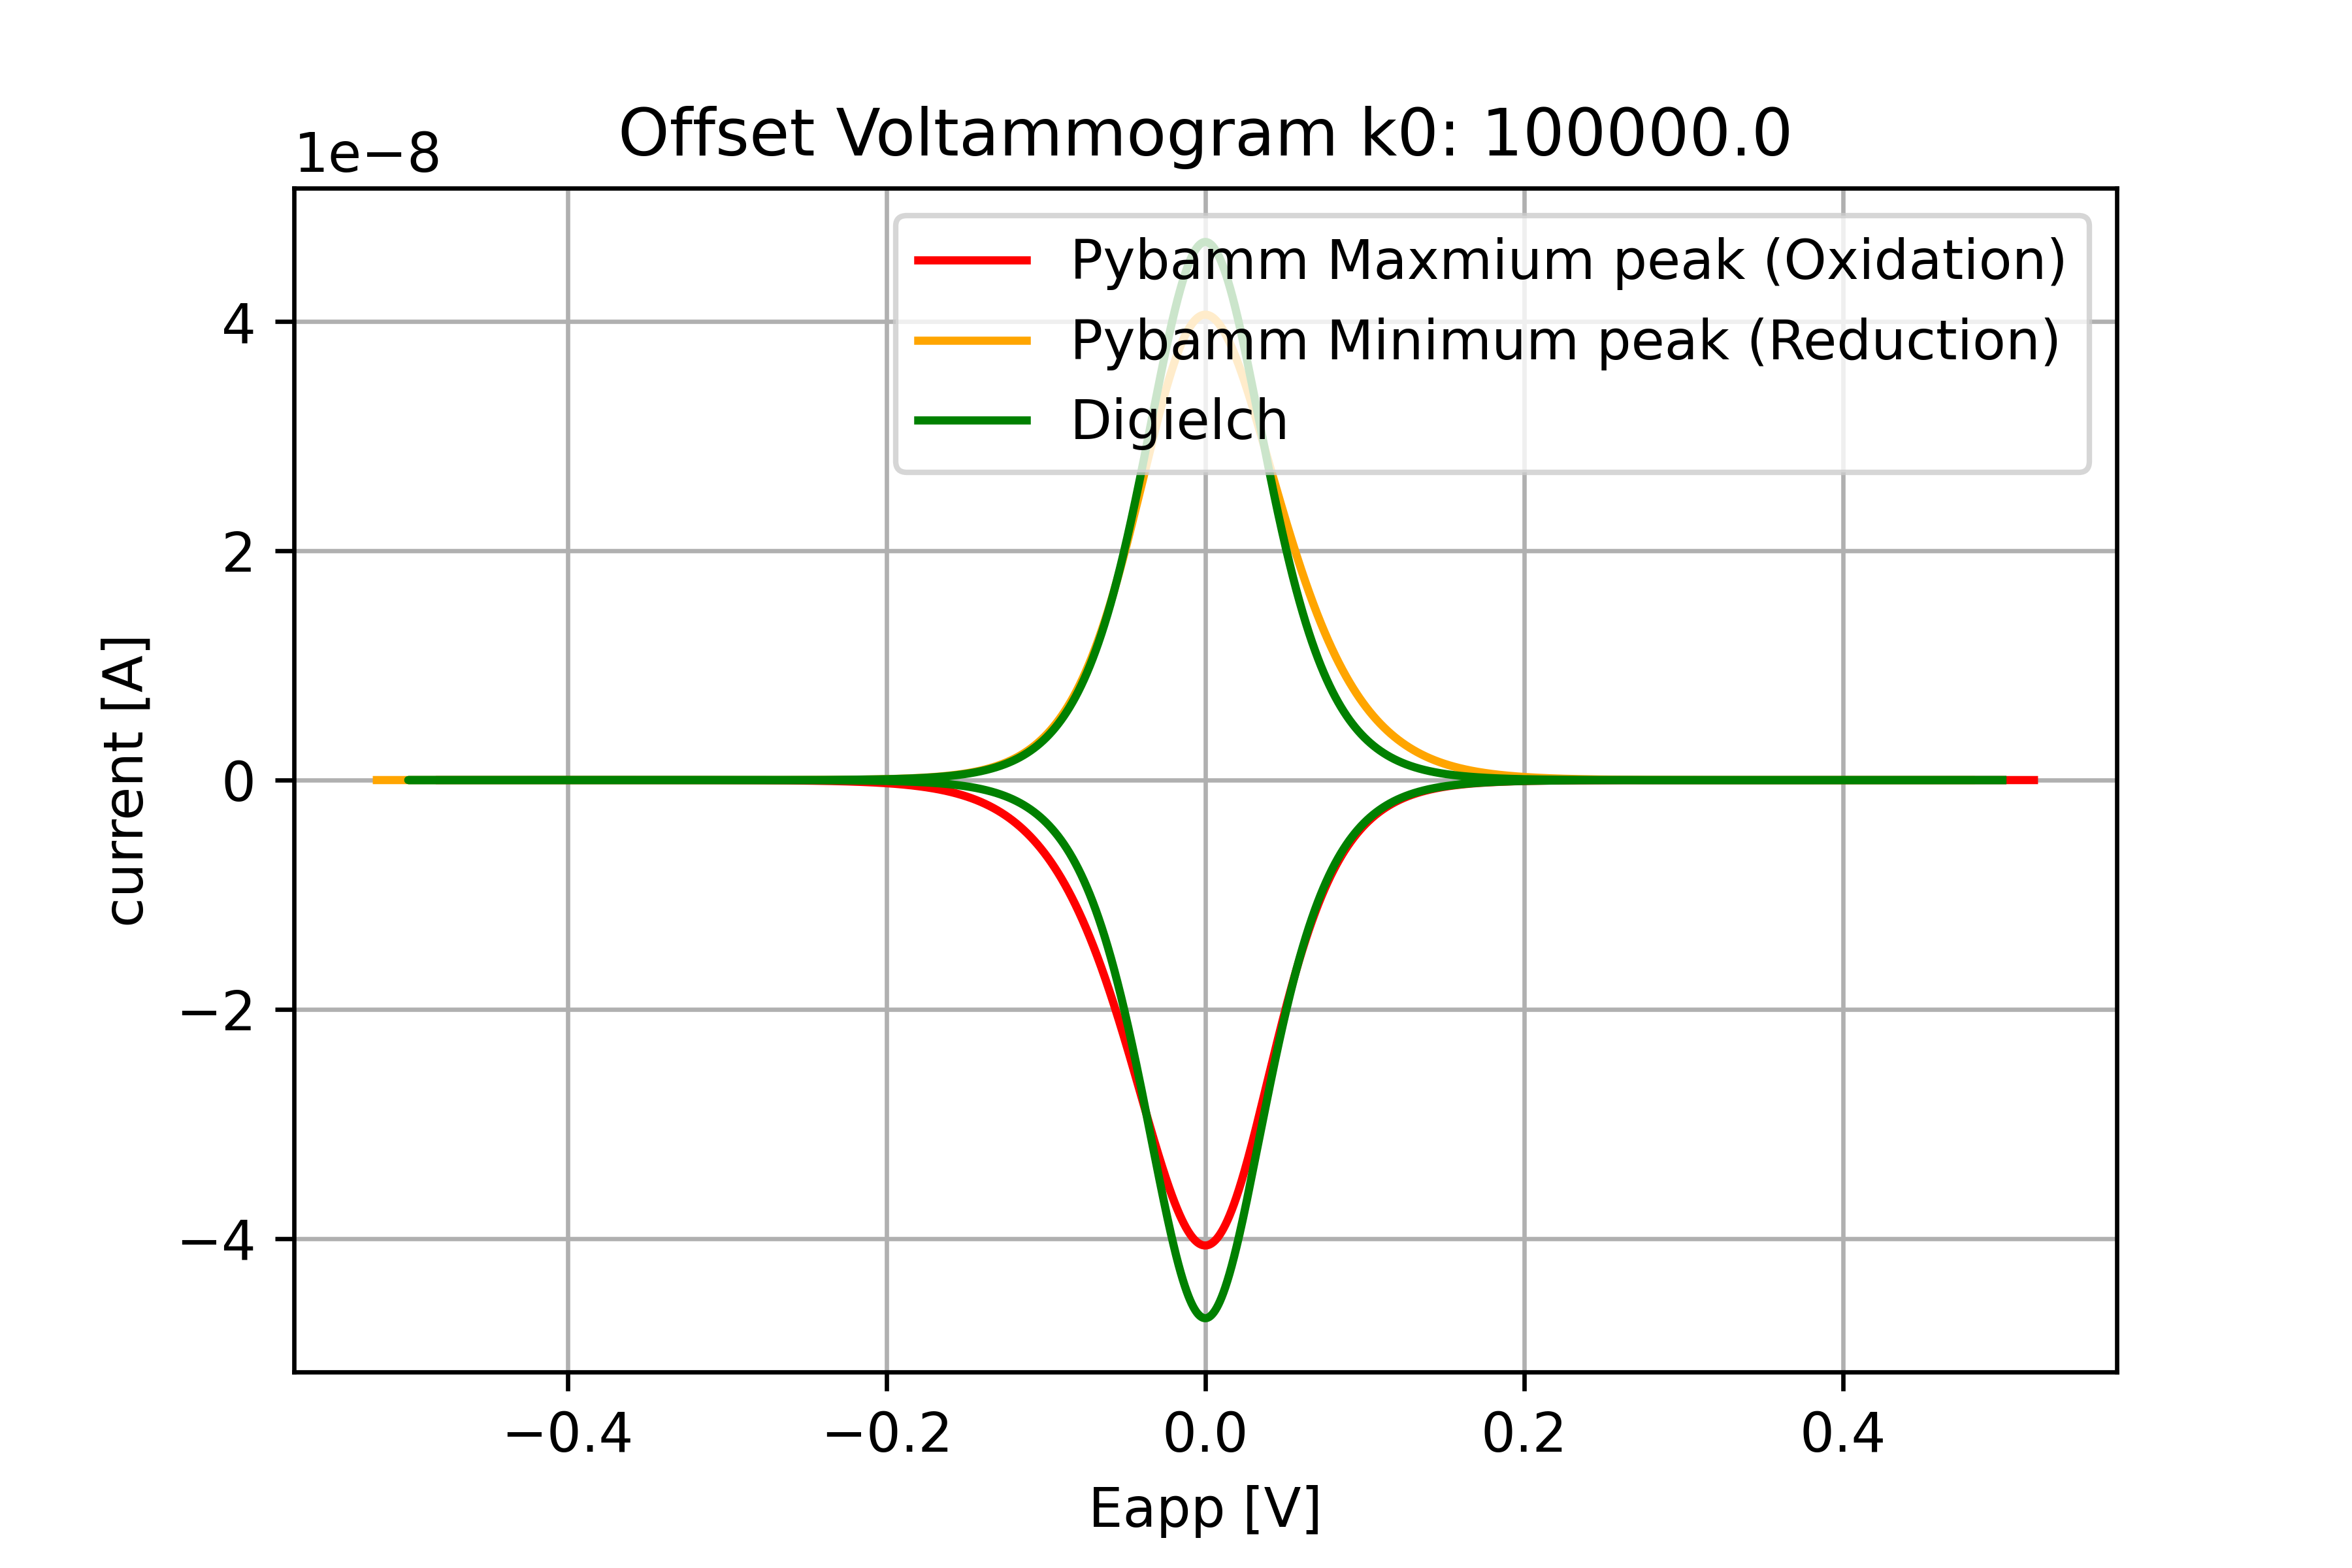 Offset Voltammogram k0: 100000.0
1e−8
Pybamm Maxmium peak (Oxidation)
Pybamm Minimum peak (Reduction)
Digielch
4
2
0
−2
−4
current [A]
−0.4 −0.2 0.0 0.2 0.4
Eapp [V]